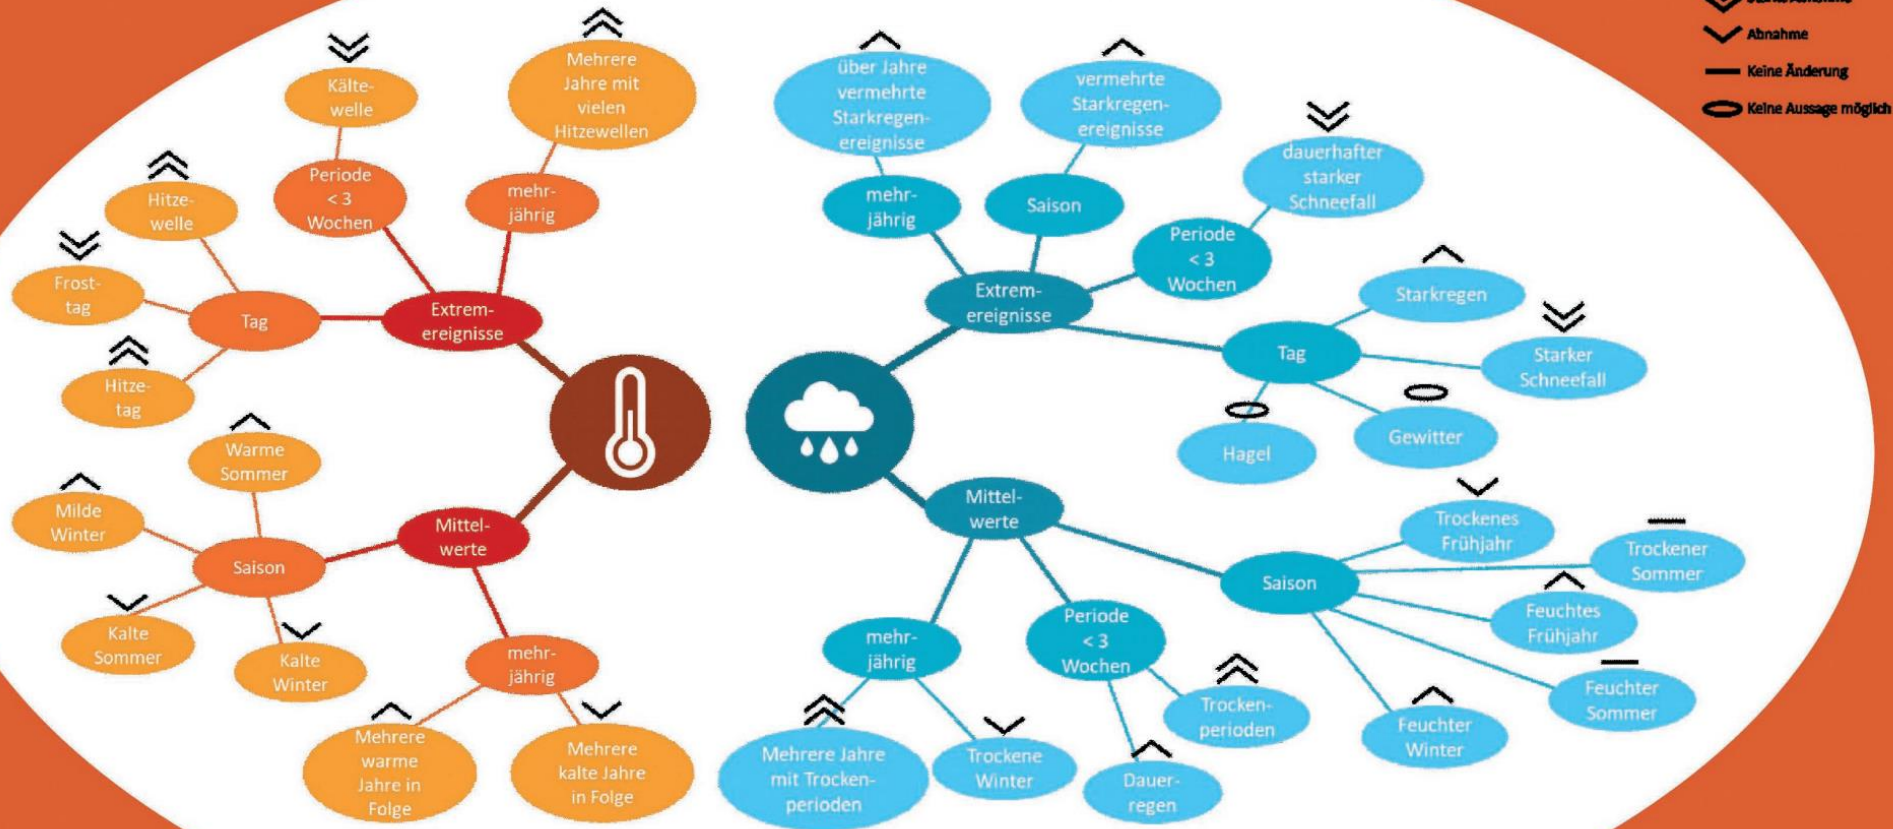 Abnahme
Keine Änderung
Keine Aussage möglich
Kälte-
welle
Mehrere
Jahre mit
vielen
Hitzewellen
Hitze-
welle
Periode
< 3
Wochen
mehr-
jährig
Frost-
tag
Tag
Extrem-
ereignisse
Hitze-
tag
Warme
Sommer
Milde
Winter
Mittel-
werte
Saison
Kalte
Sommer
Kalte
Winter
mehr-
jährig
Mehrere
warme
Jahre in
Folge
Mehrere
kalte Jahre
in Folge
über Jahre
vermehrte
Starkregen-
ereignisse
vermehrte
Starkregen-
ereignisse
dauerhafter
starker
Schneefall
mehr-
jährig
Saison
Periode
< 3
Wochen
Extrem-
ereignisse
Starkregen
Tag
Starker
Schneefall
Hagel
Gewitter
Mittel-
werte
Trockenes
Frühjahr
Trockener
Sommer
Saison
Feuchtes
Frühjahr
mehr-
jährig
Periode
< 3
Wochen
Feuchter
Sommer
Trocken-
perioden
Feuchter
Winter
Mehrere Jahre
mit Trocken-
perioden
Trockene
Winter
Dauer-
regen